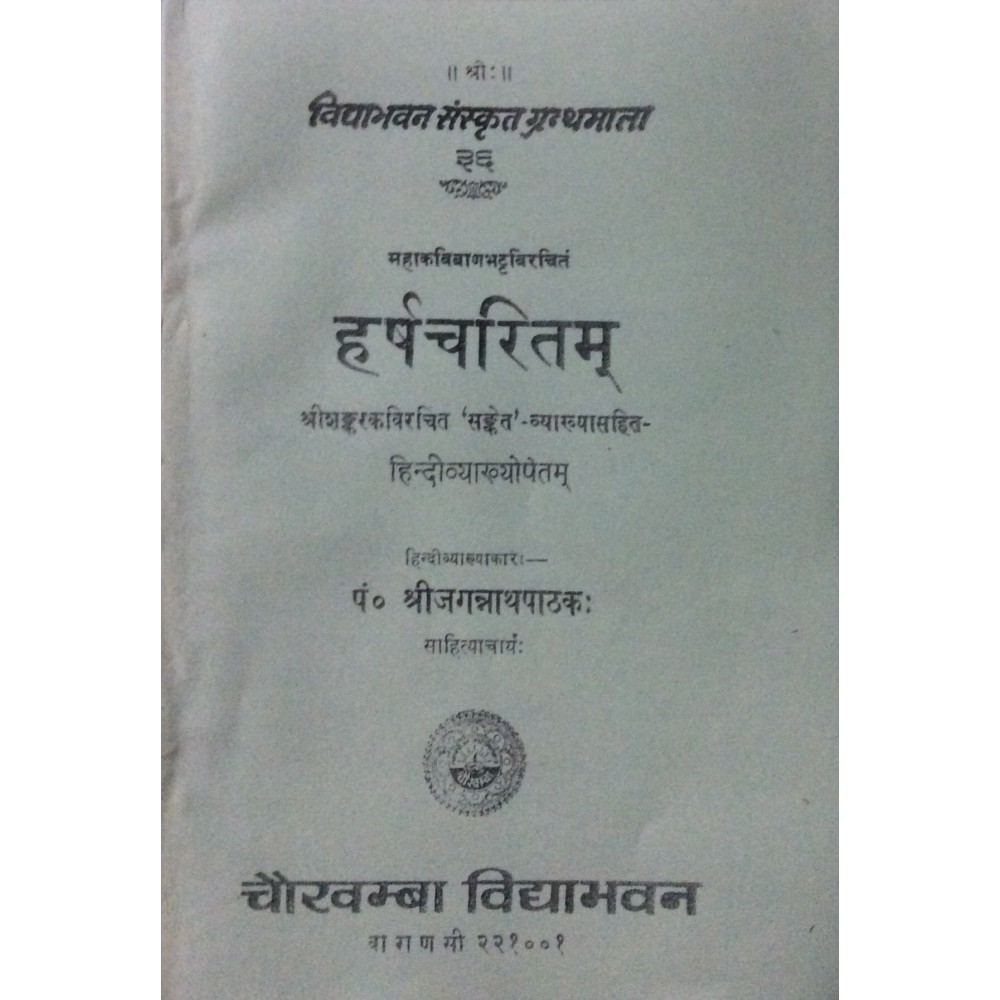 ॥ श्रीः ॥
विद्याभवन संस्कृत ग्रन्थमाला
३६
महाकविबाणभट्टविरचितं
हर्षचरितम्
श्रीशङ्करकविरचित 'सङ्केत'-व्याख्यासहित-
हिन्दीव्याख्योपेतम्
हिन्दीव्याख्याकारः—
पं० श्रीजगन्नाथपाठकः
साहित्याचार्यः
चौखम्बा विद्याभवन
वाराणसी २२१००१